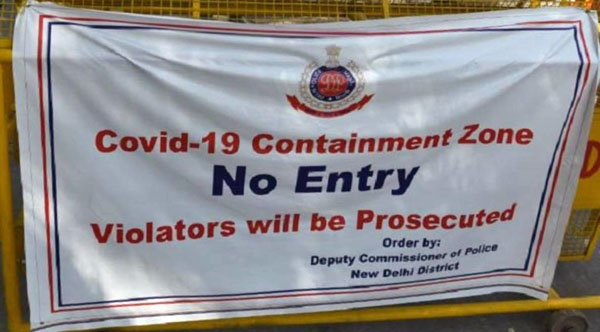 Covid-19 Containment Zone
No Entry
Violators will be Prosecuted
Order by:
Deputy Commissioner of Police
New Delhi District